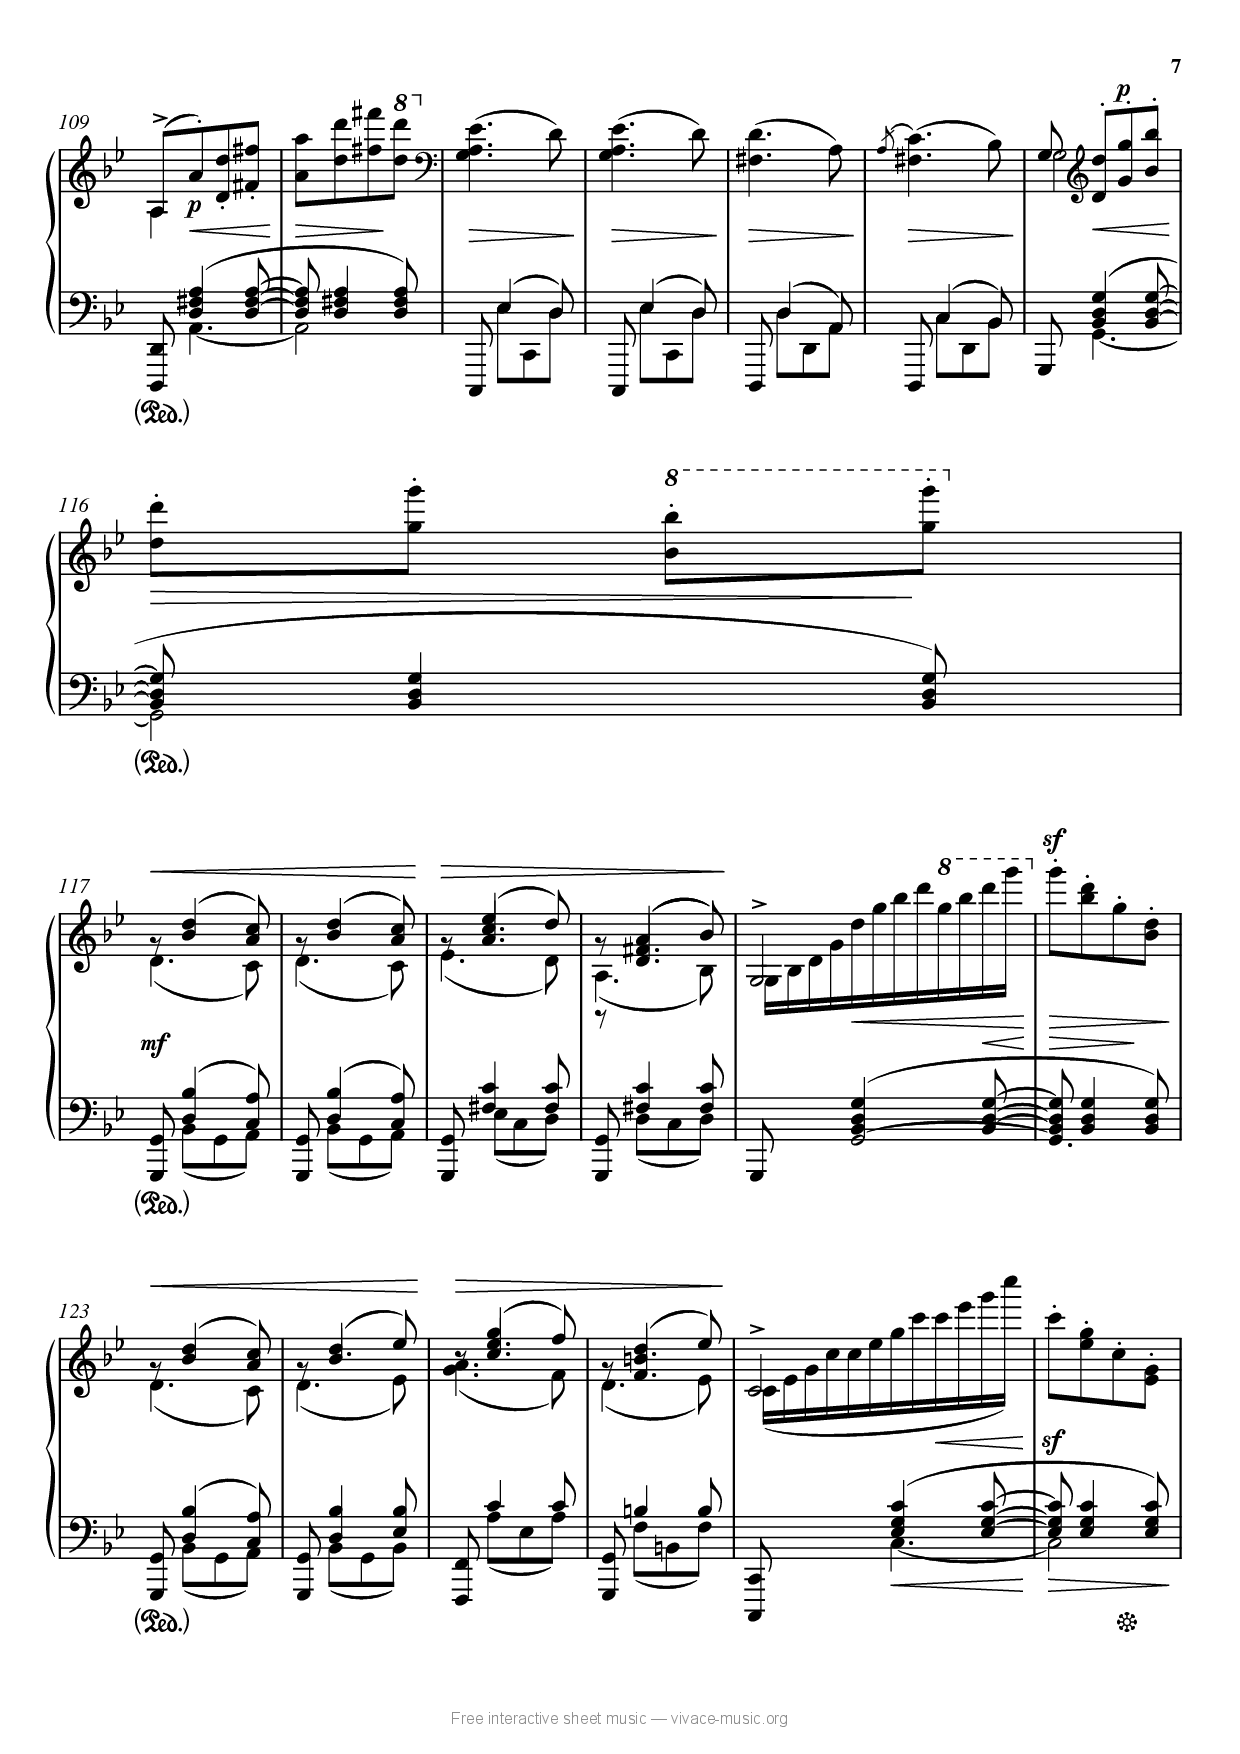 7
109
8
p
p
(Ped.)
116
8
(Ped.)
117
8
sf
mf
(Ped.)
123
sf
(Ped.)
Free interactive sheet music — vivace-music.org